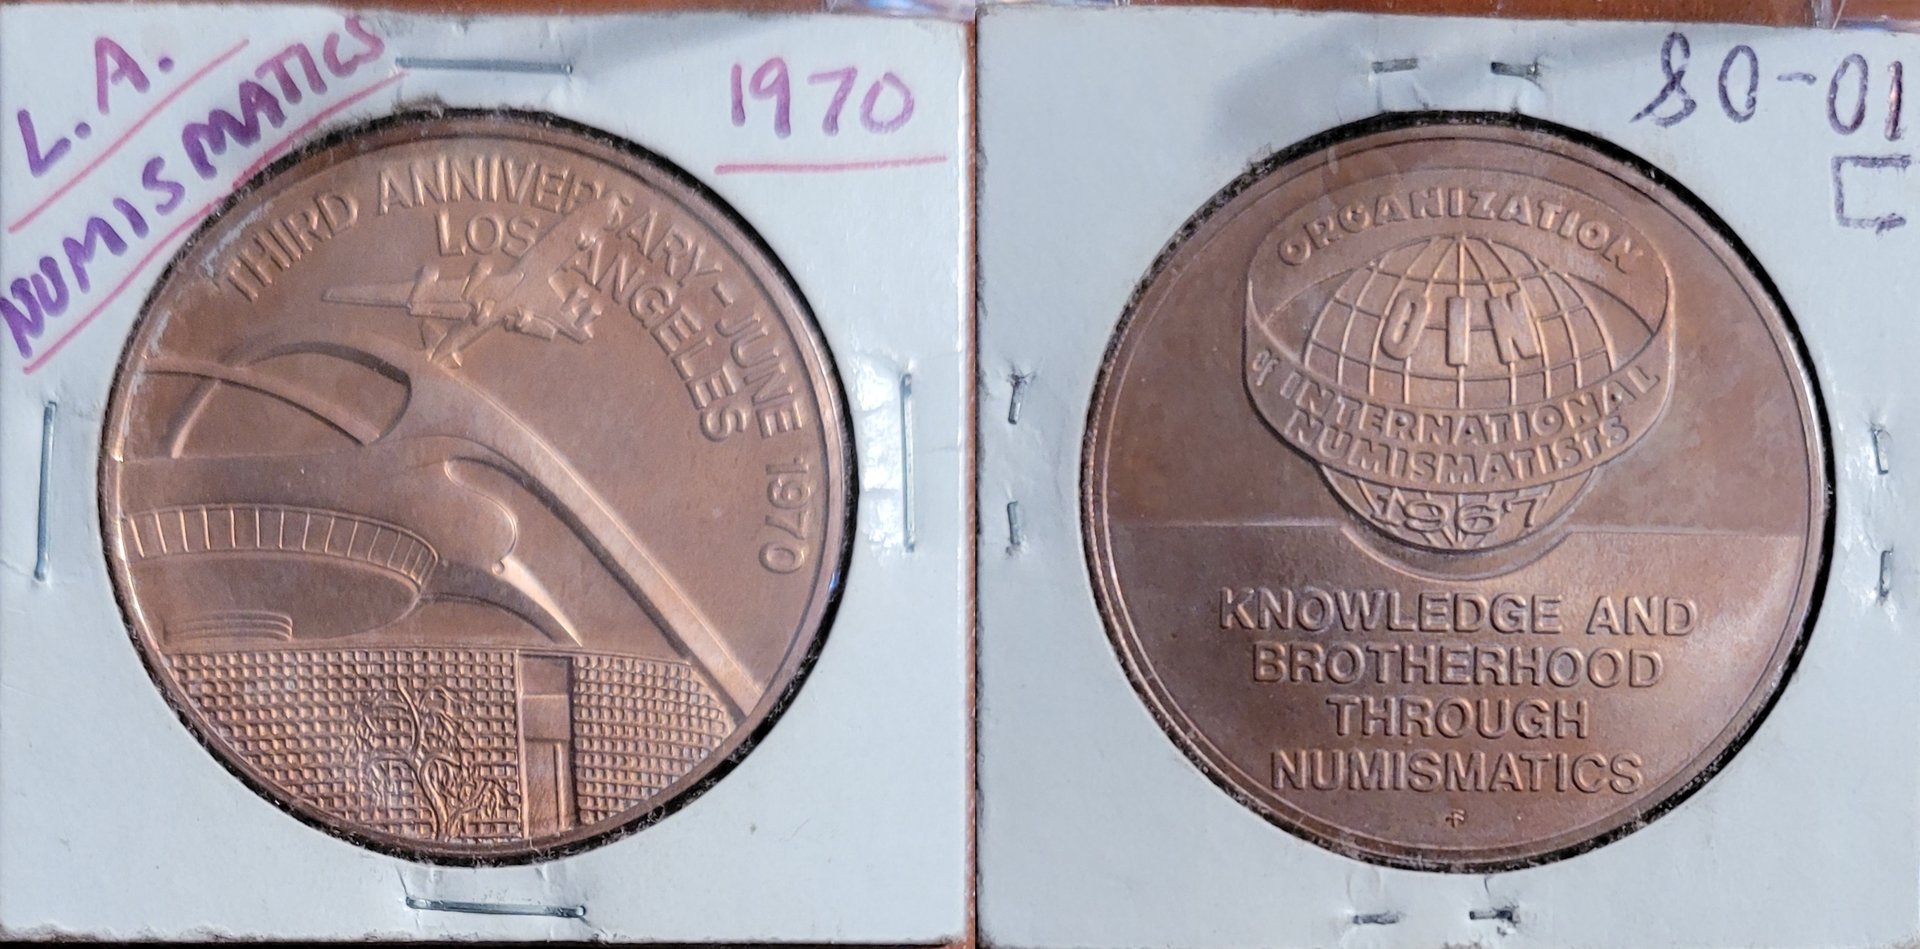 L.A.
NUMISMATICS
1970
THIRD ANNIVERSARY-JUNE 1970
LOS ANGELES
80-01
ORGANIZATION
OIN
of INTERNATIONAL
NUMISMATISTS
1967
KNOWLEDGE AND
BROTHERHOOD
THROUGH
NUMISMATICS